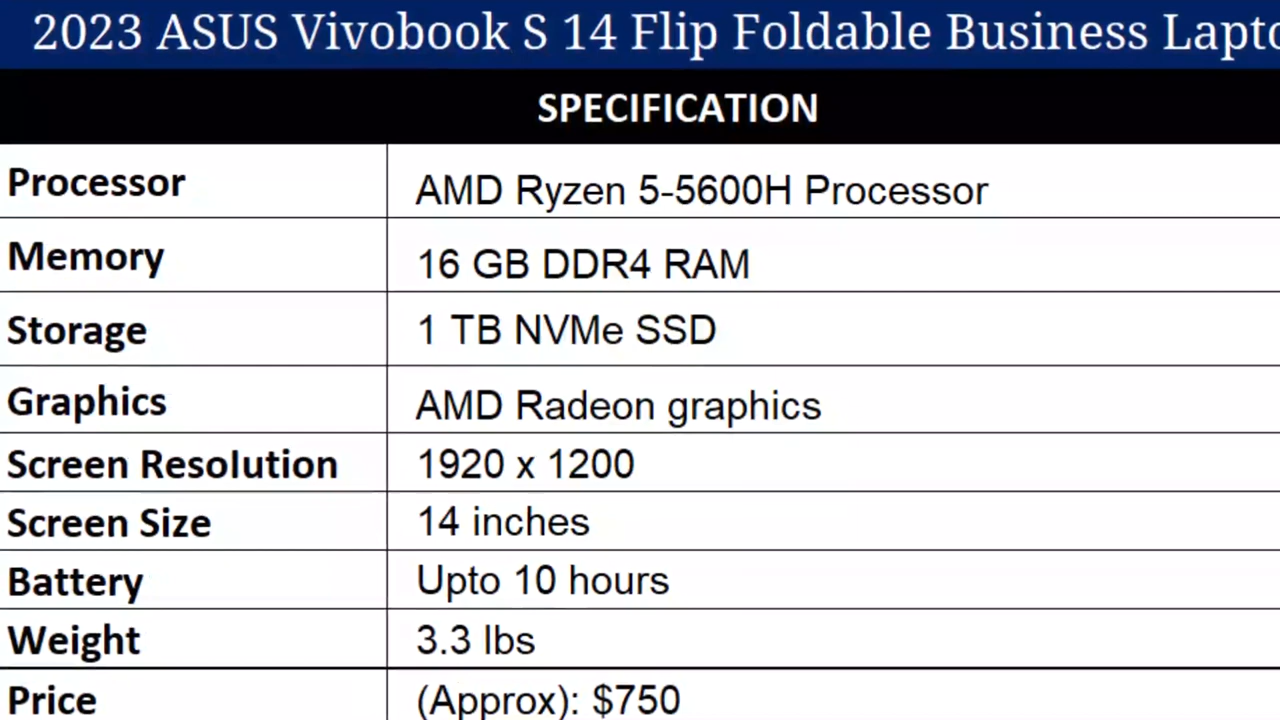 2023 ASUS Vivobook S 14 Flip Foldable Business
SPECIFICATION
Processor AMD Ryzen 5-5600H Processor
Memory 16 GB DDR4 RAM
Storage 1 TB NVMe SSD
Graphics AMD Radeon graphics
Screen Resolution 1920 x 1200
Screen Size 14 inches
Battery Upto 10 hours
Weight 3.3 lbs
Price (Approx): $750